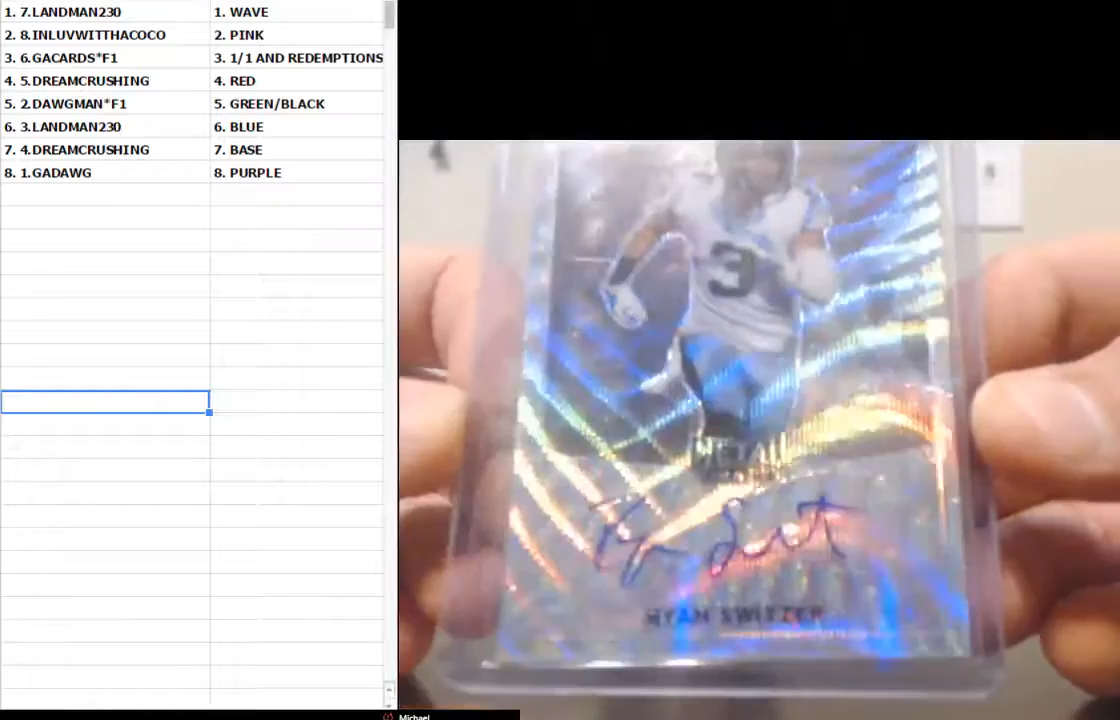 1. 7.LANDMAN230 1. WAVE
2. 8.INLUVWITTHACOCO 2. PINK
3. 6.GACARDS*F1 3. 1/1 AND REDEMPTIONS
4. 5.DREAMCRUSHING 4. RED
5. 2.DAWGMAN*F1 5. GREEN/BLACK
6. 3.LANDMAN230 6. BLUE
7. 4.DREAMCRUSHING 7. BASE
8. 1.GADAWG 8. PURPLE
3
METAL
RYAN SWITZER
Michael